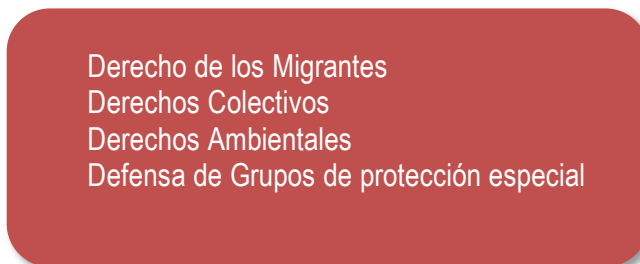 Derecho de los Migrantes
Derechos Colectivos
Derechos Ambientales
Defensa de Grupos de protección especial